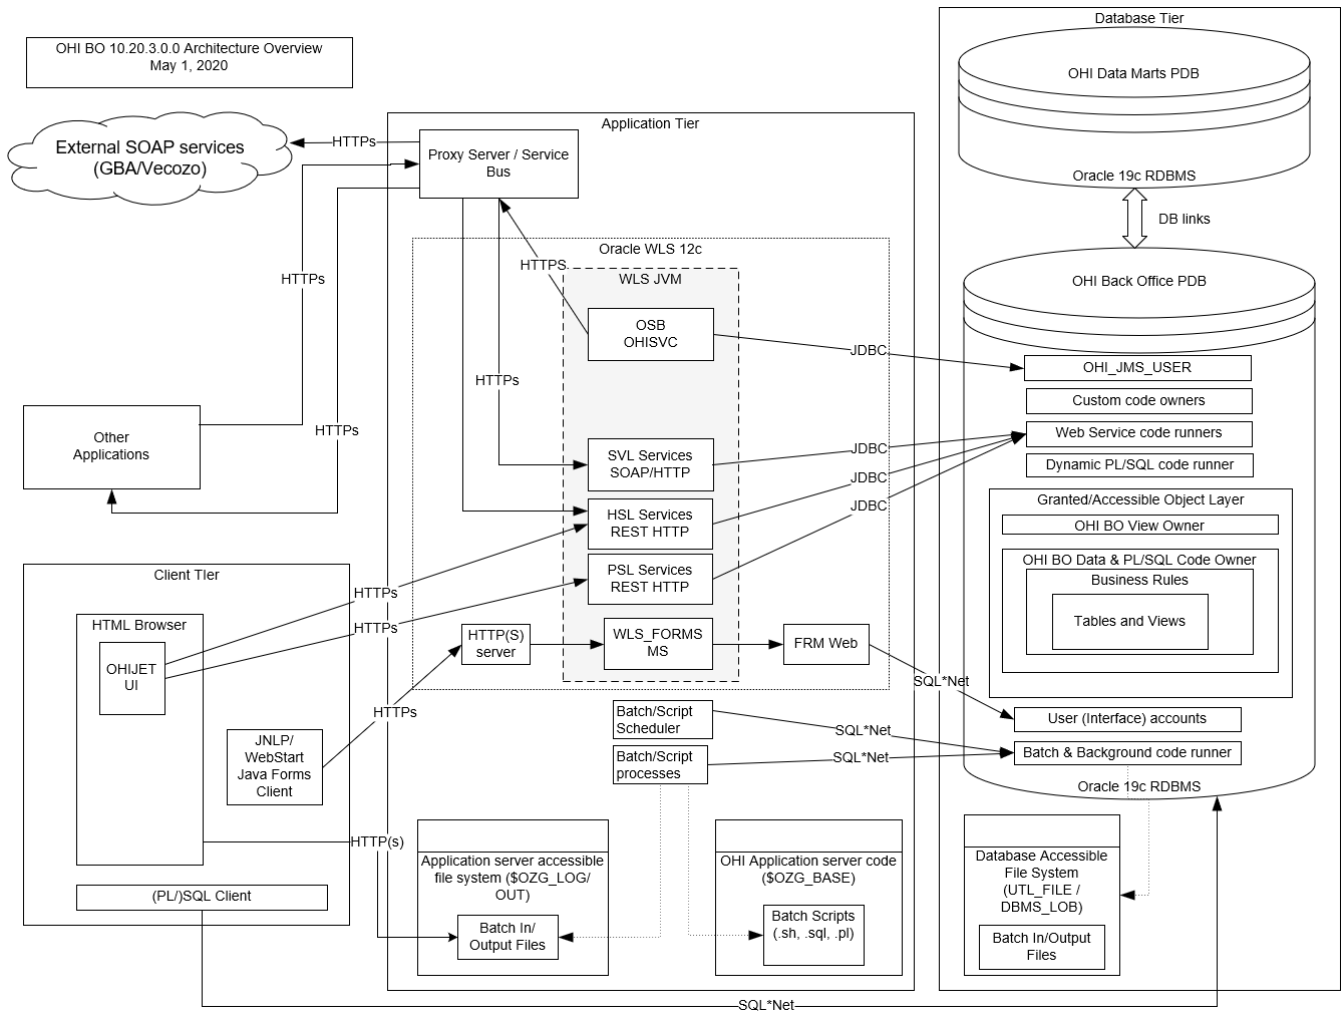 OHI BO 10.20.3.0.0 Architecture Overview
May 1, 2020
Database Tier
OHI Data Marts PDB
Oracle 19c RDBMS
DB links
OHI Back Office PDB
OHI_JMS_USER
Custom code owners
Web Service code runners
Dynamic PL/SQL code runner
Granted/Accessible Object Layer
OHI BO View Owner
OHI BO Data & PL/SQL Code Owner
Business Rules
Tables and Views
User (Interface) accounts
Batch & Background code runner
Oracle 19c RDBMS
Database Accessible
File System
(UTL_FILE /
DBMS_LOB)
Batch In/Output
Files
External SOAP services
(GBA/Vecozo)
HTTPs
Application Tier
Proxy Server / Service
Bus
HTTPs
HTTPs
Oracle WLS 12c
HTTPS
WLS JVM
OSB
OHISVC
JDBC
HTTPs
SVL Services
SOAP/HTTP
JDBC
HSL Services
REST HTTP
JDBC
PSL Services
REST HTTP
JDBC
HTTP(S)
server
WLS_FORMS
MS
FRM Web
SQL*Net
Batch/Script
Scheduler
SQL*Net
Batch/Script
processes
SQL*Net
Application server accessible
file system ($OZG_LOG/
OUT)
Batch In/
Output Files
OHI Application server code
($OZG_BASE)
Batch Scripts
(.sh, .sql, .pl)
Other
Applications
Client TIer
HTML Browser
OHIJET
UI
HTTPs
HTTPs
HTTPs
JNLP/
WebStart
Java Forms
Client
HTTP(s)
(PL/)SQL Client
SQL*Net